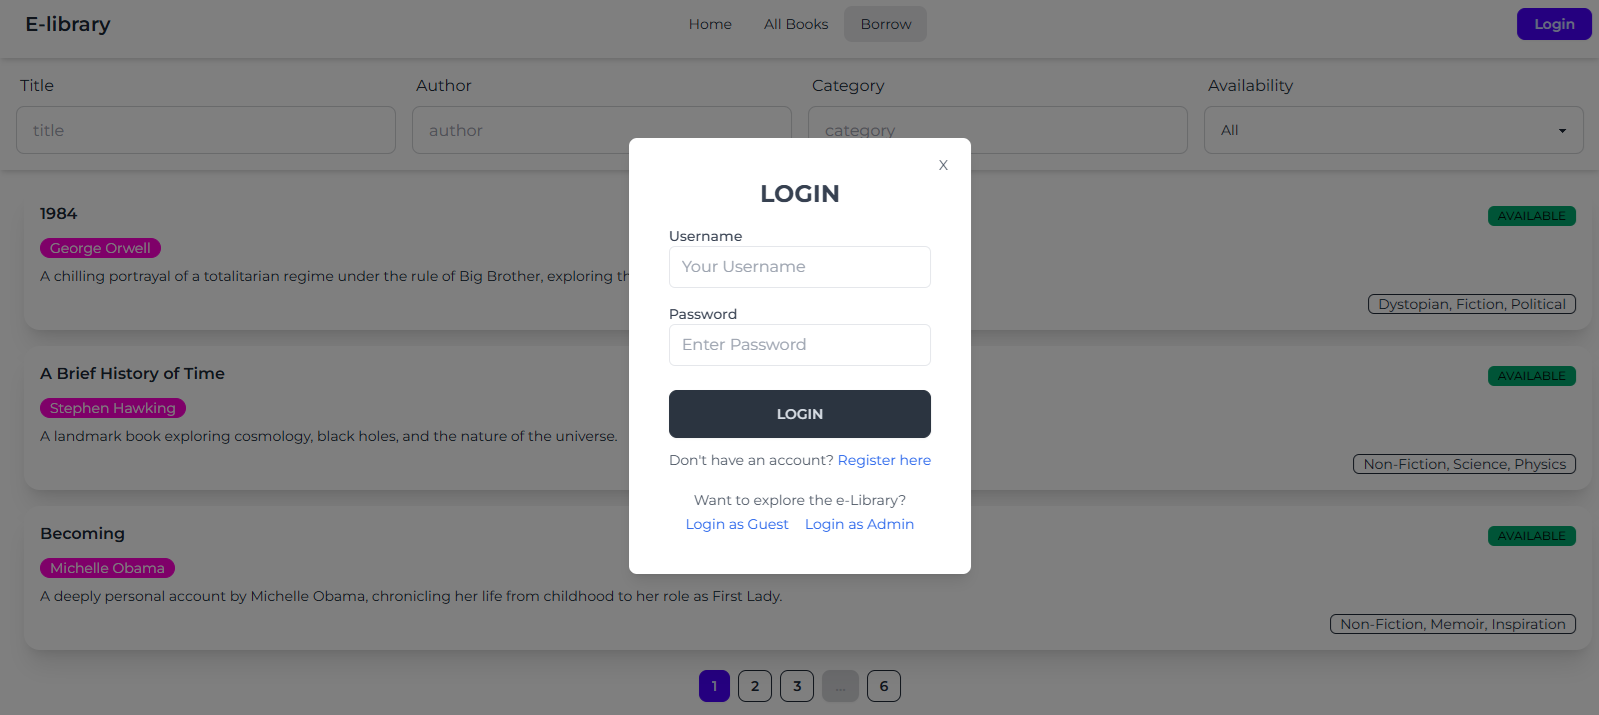 E-library
Home
All Books
Borrow
Login
Title
Author
Category
Availability
title
author
category
All
X
LOGIN
Username
Your Username
Password
Enter Password
LOGIN
Don't have an account? Register here
Want to explore the e-Library?
Login as Guest
Login as Admin
1984
AVAILABLE
George Orwell
A chilling portrayal of a totalitarian regime under the rule of Big Brother, exploring
Dystopian, Fiction, Political
A Brief History of Time
AVAILABLE
Stephen Hawking
A landmark book exploring cosmology, black holes, and the nature of the universe.
Non-Fiction, Science, Physics
Becoming
AVAILABLE
Michelle Obama
A deeply personal account by Michelle Obama, chronicling her life from childhood to her role as First Lady.
Non-Fiction, Memoir, Inspiration
1 2 3 ... 6